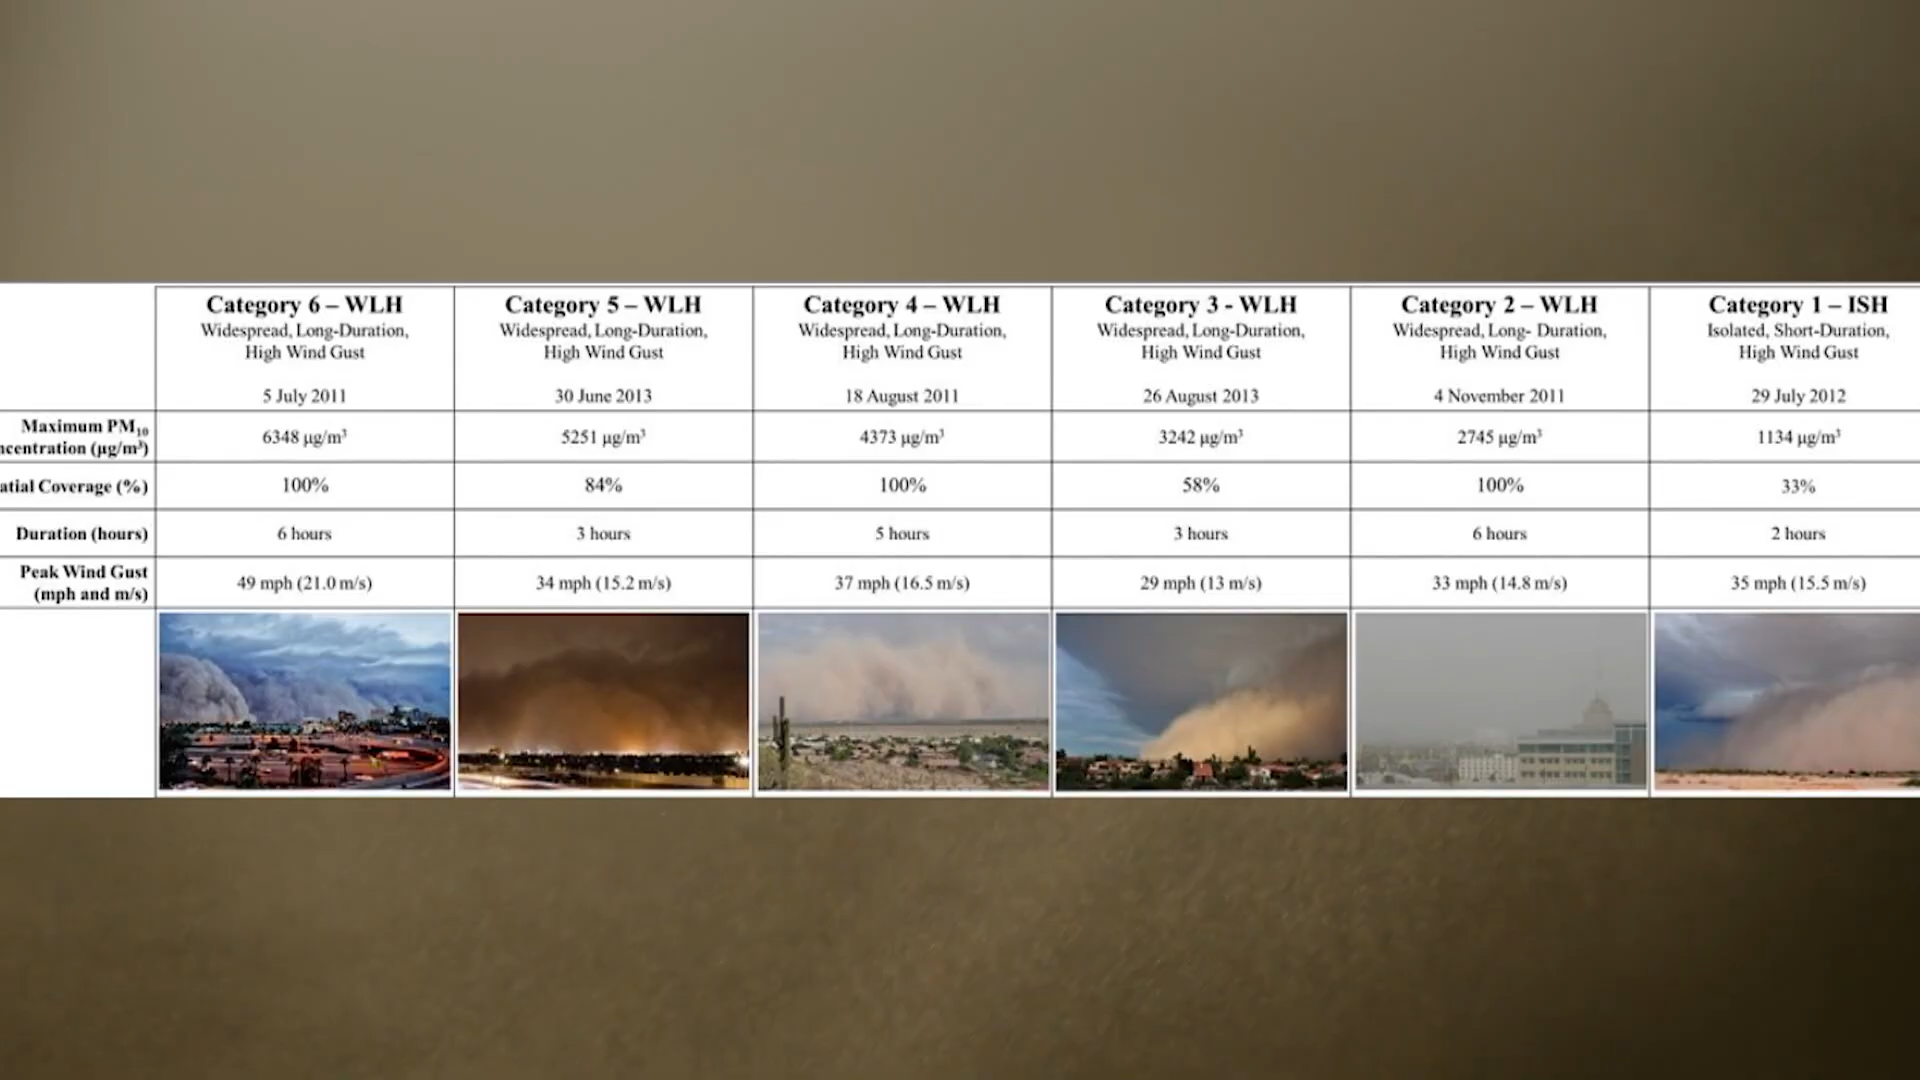 Category 6 – WLH
Widespread, Long-Duration,
High Wind Gust
5 July 2011
Category 5 – WLH
Widespread, Long-Duration,
High Wind Gust
30 June 2013
Category 4 – WLH
Widespread, Long-Duration,
High Wind Gust
18 August 2011
Category 3 - WLH
Widespread, Long-Duration,
High Wind Gust
26 August 2013
Category 2 – WLH
Widespread, Long- Duration,
High Wind Gust
4 November 2011
Category 1 – ISH
Isolated, Short-Duration,
High Wind Gust
29 July 2012
Maximum PM₁₀
ncentration (µg/m³)
6348 µg/m³
5251 µg/m³
4373 µg/m³
3242 µg/m³
2745 µg/m³
1134 µg/m³
atial Coverage (%)
100%
84%
100%
58%
100%
33%
Duration (hours)
6 hours
3 hours
5 hours
3 hours
6 hours
2 hours
Peak Wind Gust
(mph and m/s)
49 mph (21.0 m/s)
34 mph (15.2 m/s)
37 mph (16.5 m/s)
29 mph (13 m/s)
33 mph (14.8 m/s)
35 mph (15.5 m/s)